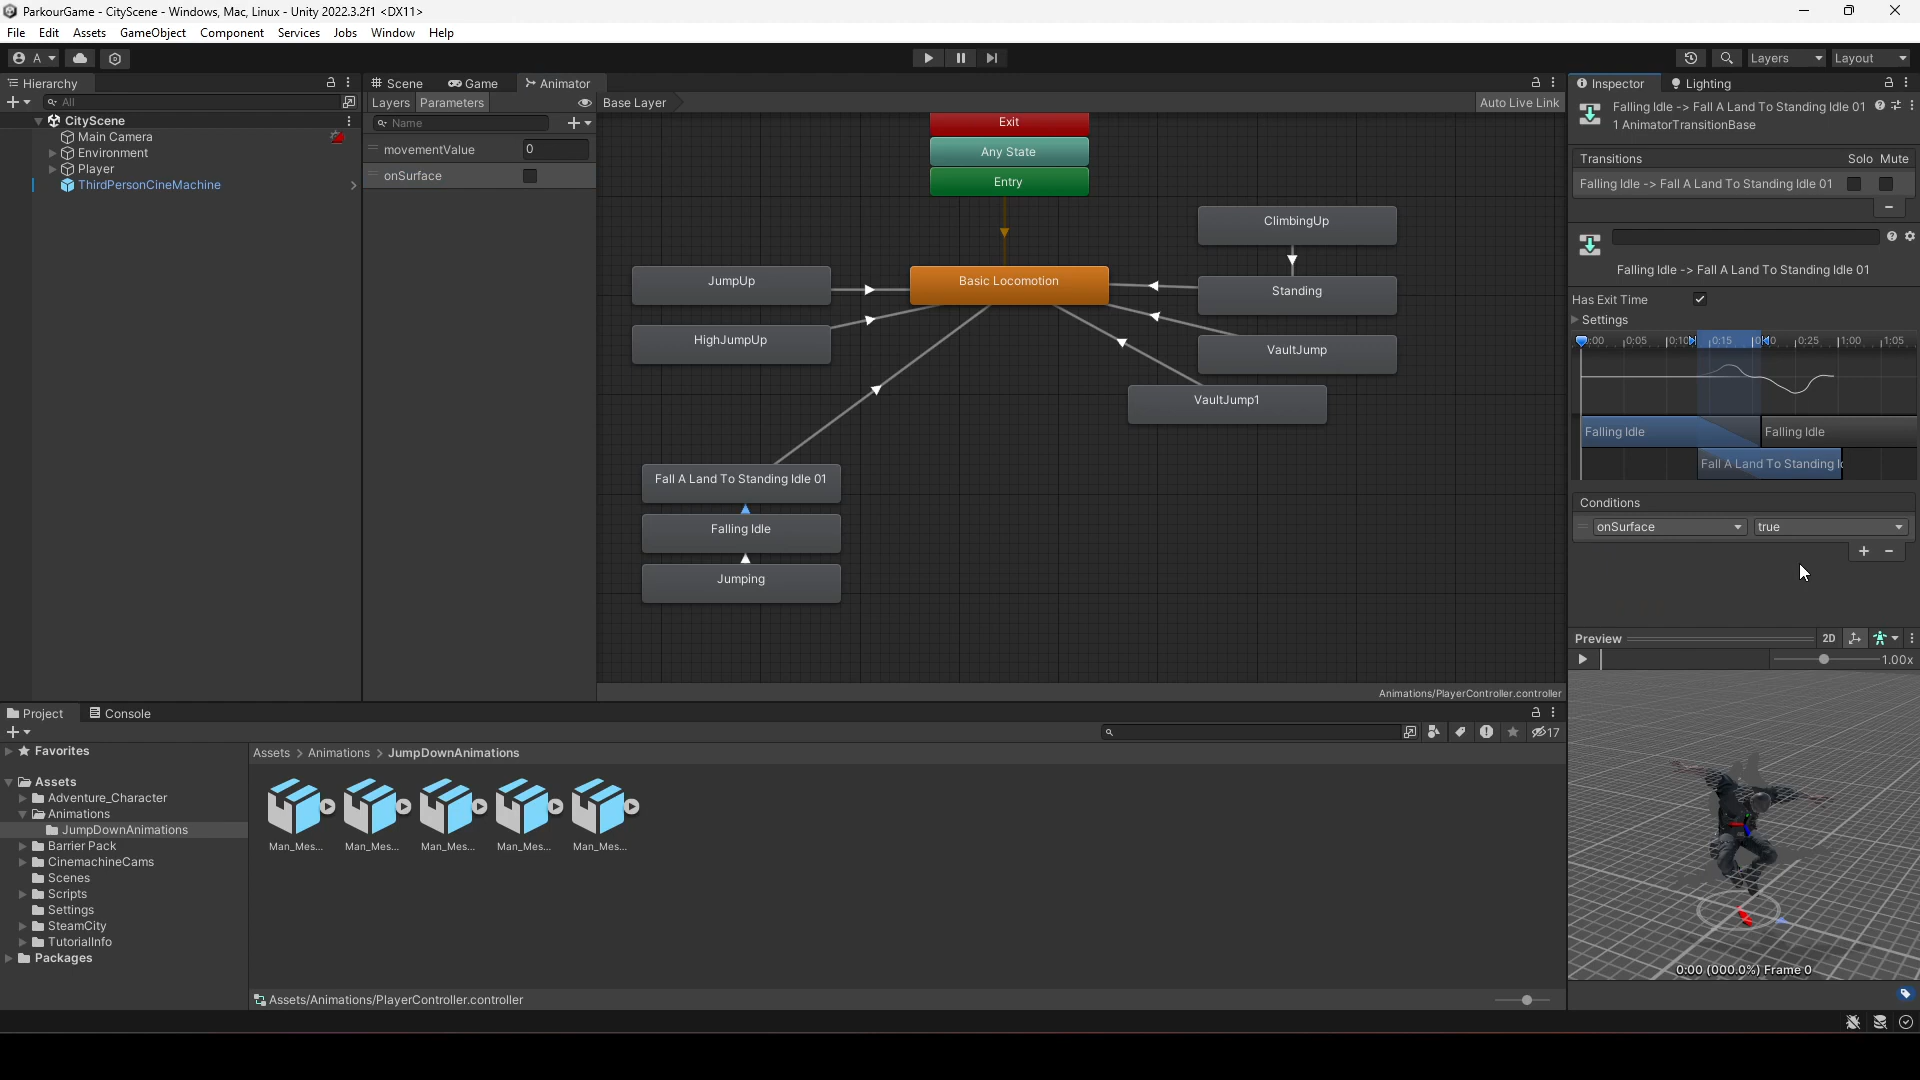 ParkourGame - CityScene - Windows, Mac, Linux - Unity 2022.3.2f1 <DX11>
File Edit Assets GameObject Component Services Jobs Window Help
A Layers Layout
Hierarchy
All
CityScene
Main Camera
Environment
Player
ThirdPersonCineMachine
Scene Game Animator
Layers Parameters Base Layer Auto Live Link
Name
movementValue 0
onSurface
Exit
Any State
Entry
ClimbingUp
JumpUp
Basic Locomotion
Standing
HighJumpUp
VaultJump
VaultJump1
Fall A Land To Standing Idle 01
Falling Idle
Jumping
Animations/PlayerController.controller
Inspector Lighting
Falling Idle -> Fall A Land To Standing Idle 01
1 AnimatorTransitionBase
Transitions Solo Mute
Falling Idle -> Fall A Land To Standing Idle 01
Falling Idle -> Fall A Land To Standing Idle 01
Has Exit Time
Settings
:00 0:05 0:10 0:15 0:25 1:00 1:05
Falling Idle Falling Idle
Fall A Land To Standing
Conditions
onSurface true
+ -
Preview 2D
1.00x
0:00 (000.0%) Frame 0
Project Console
17
Favorites
Assets
Adventure_Character
Animations
JumpDownAnimations
Barrier Pack
CinemachineCams
Scenes
Scripts
Settings
SteamCity
TutorialInfo
Packages
Assets > Animations > JumpDownAnimations
Man_Mes... Man_Mes... Man_Mes... Man_Mes... Man_Mes...
Assets/Animations/PlayerController.controller